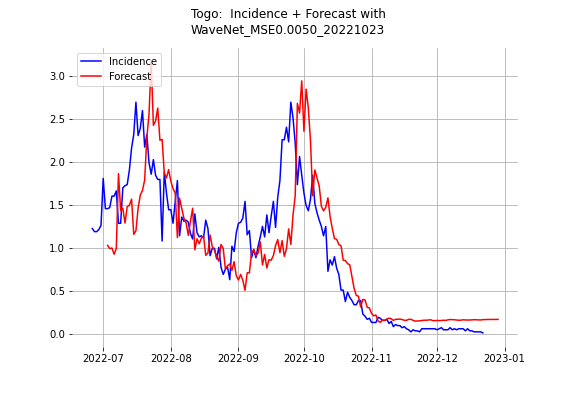 Togo:  Incidence + Forecast with
WaveNet_MSE0.0050_20221023
Incidence
Forecast
3.0
2.5
2.0
1.5
1.0
0.5
0.0
2022-07 2022-08 2022-09 2022-10 2022-11 2022-12 2023-01